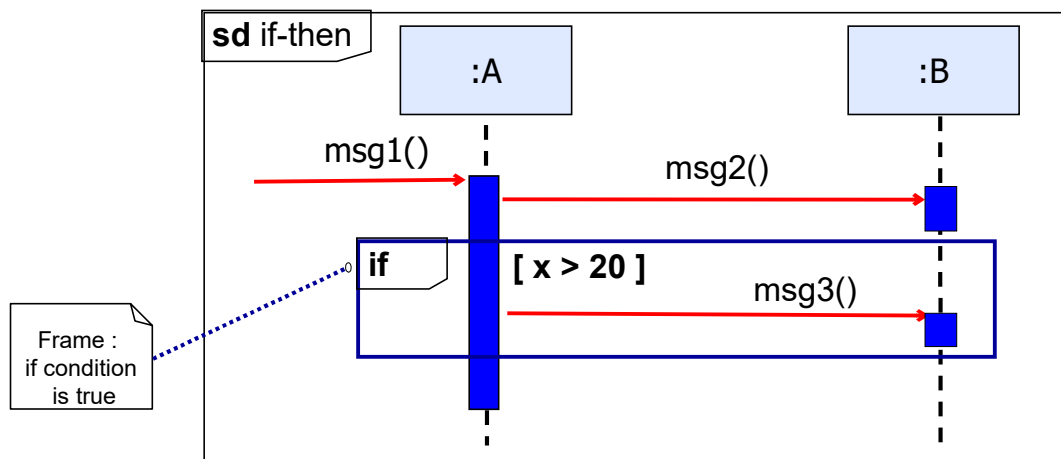 sd if-then
:A
:B
msg1()
msg2()
if
[ x > 20 ]
msg3()
Frame :
if condition
is true